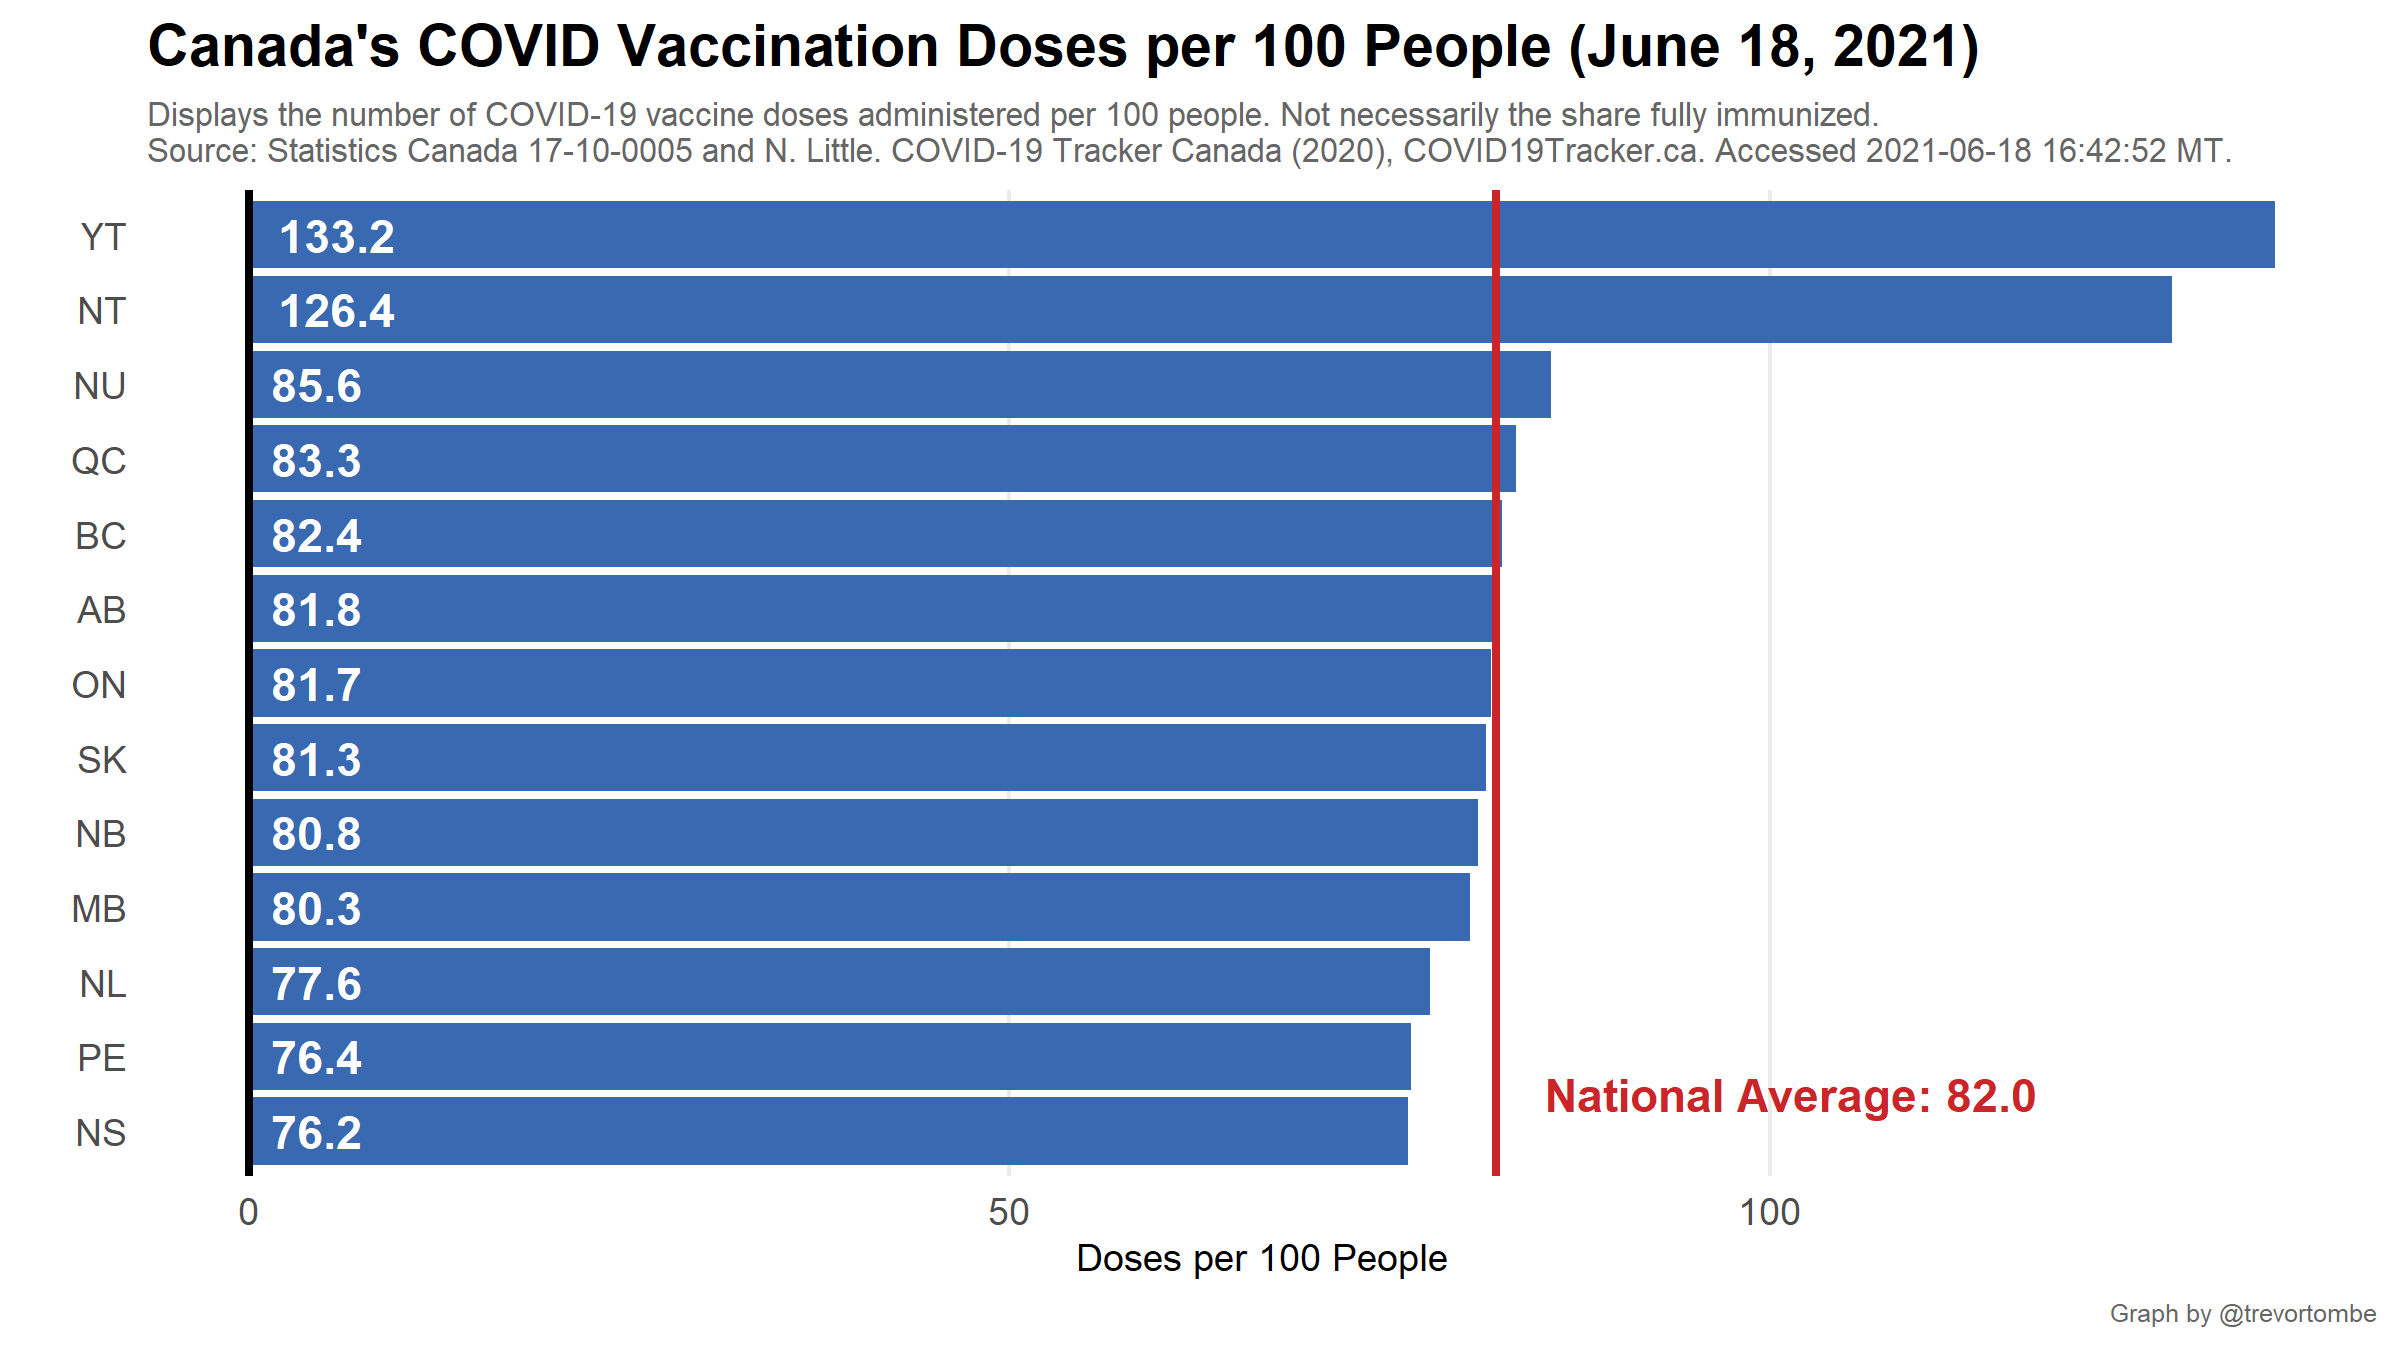 Canada's COVID Vaccination Doses per 100 People (June 18, 2021)
Displays the number of COVID-19 vaccine doses administered per 100 people. Not necessarily the share fully immunized.
Source: Statistics Canada 17-10-0005 and N. Little. COVID-19 Tracker Canada (2020), COVID19Tracker.ca. Accessed 2021-06-18 16:42:52 MT.
YT 133.2
NT 126.4
NU 85.6
QC 83.3
BC 82.4
AB 81.8
ON 81.7
SK 81.3
NB 80.8
MB 80.3
NL 77.6
PE 76.4
National Average: 82.0
NS 76.2
0 50 100
Doses per 100 People
Graph by @trevortombe